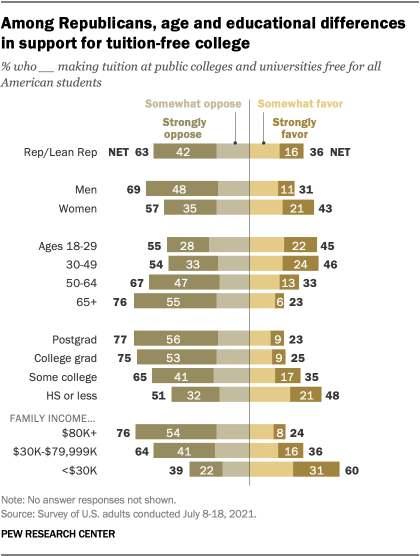 Among Republicans, age and educational differences
in support for tuition-free college
% who __ making tuition at public colleges and universities free for all
American students
Somewhat oppose Somewhat favor
Strongly oppose Strongly favor
Rep/Lean Rep NET 63 42 16 36 NET
Men 69 48 11 31
Women 57 35 21 43
Ages 18-29 55 28 22 45
30-49 54 33 24 46
50-64 67 47 13 33
65+ 76 55 6 23
Postgrad 77 56 9 23
College grad 75 53 9 25
Some college 65 41 17 35
HS or less 51 32 21 48
FAMILY INCOME...
$80K+ 76 54 8 24
$30K-$79,999K 64 41 16 36
<$30K 39 22 31 60
Note: No answer responses not shown.
Source: Survey of U.S. adults conducted July 8-18, 2021.
PEW RESEARCH CENTER